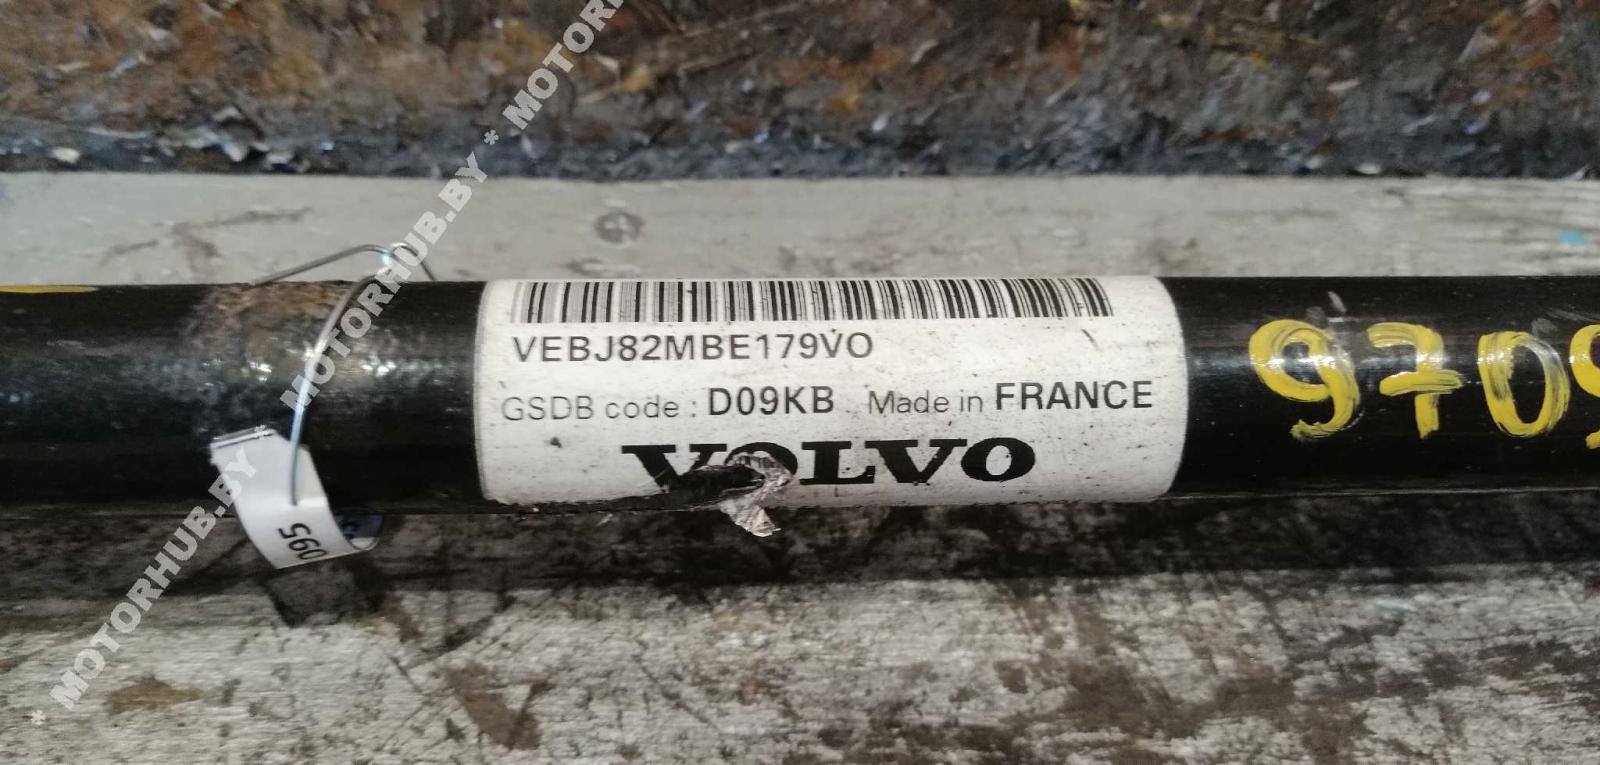 VEBJ82MBE179VO
GSDB code : D09KB Made in FRANCE
VOLVO
9709
095
* MOTORHUB.BY * MOTORHUB.BY * MOTORHUB.BY * MOTOR